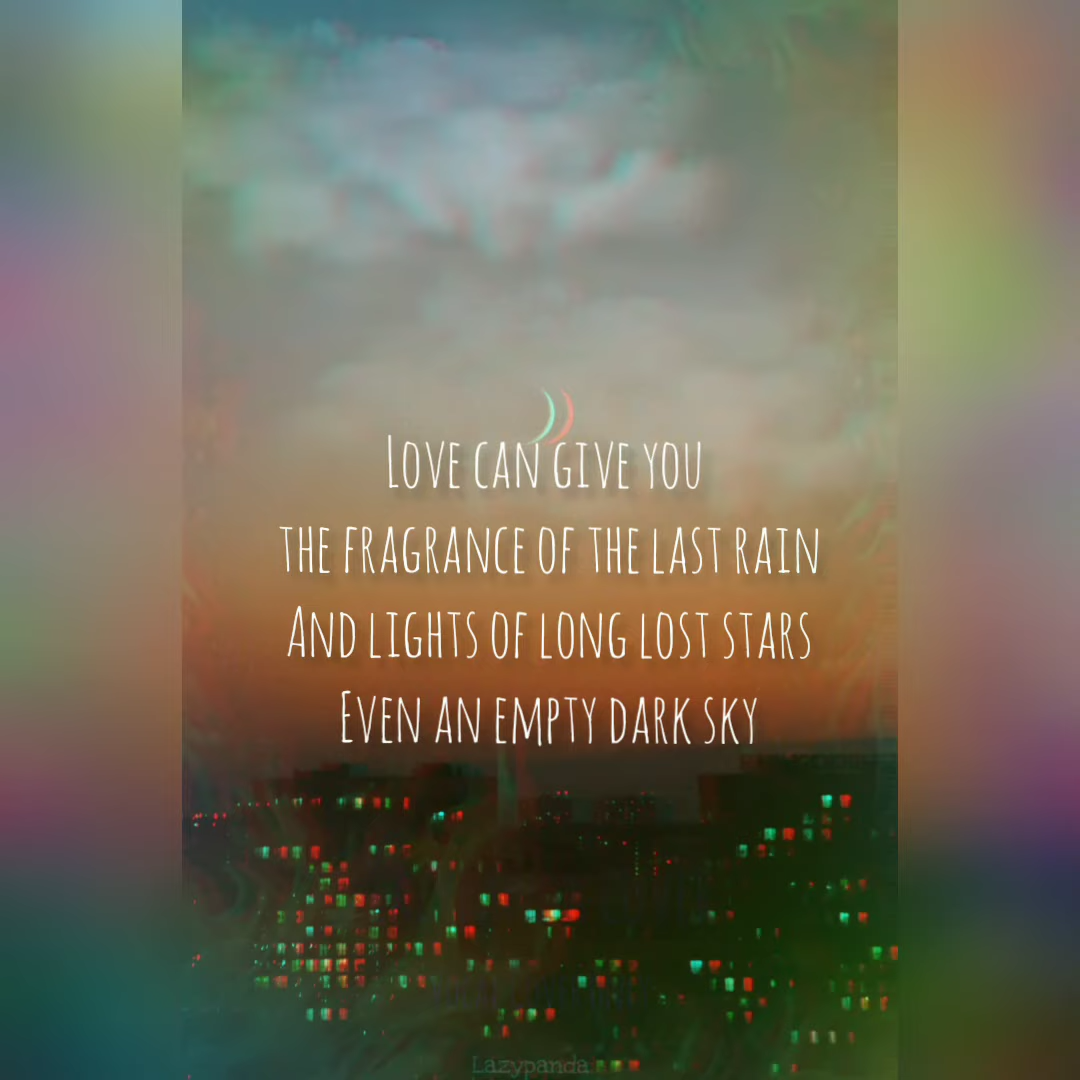 Love can give you
the fragrance of the last rain
And lights of long lost stars
Even an empty dark sky
Lazypanda